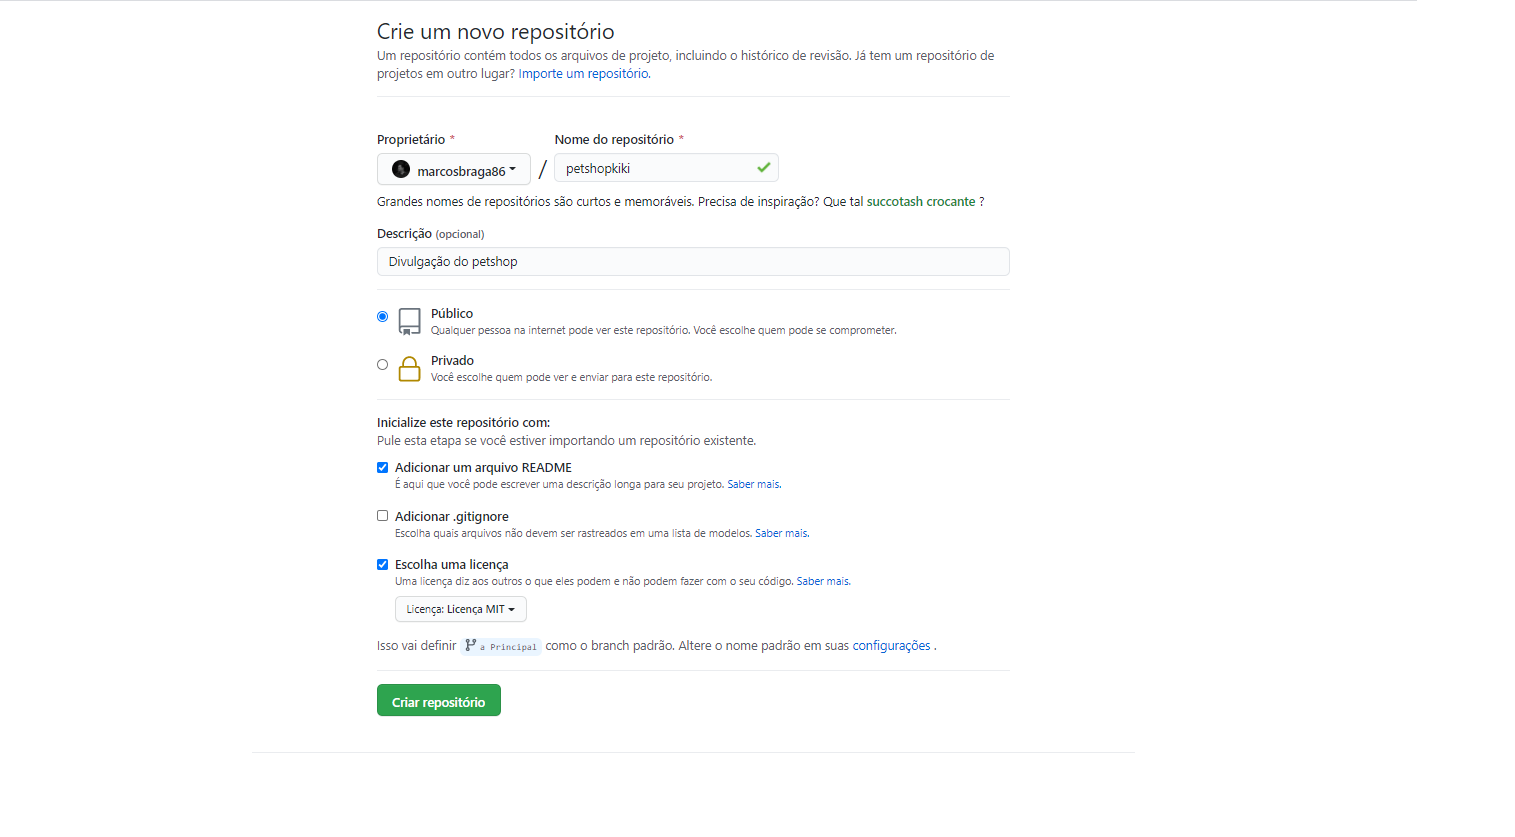 Crie um novo repositório
Um repositório contém todos os arquivos de projeto, incluindo o histórico de revisão. Já tem um repositório de
projetos em outro lugar? Importe um repositório.
Proprietário * Nome do repositório *
marcosbraga86 / petshopkiki
Grandes nomes de repositórios são curtos e memoráveis. Precisa de inspiração? Que tal succotash crocante ?
Descrição (opcional)
Divulgação do petshop
Público
Qualquer pessoa na internet pode ver este repositório. Você escolhe quem pode se comprometer.
Privado
Você escolhe quem pode ver e enviar para este repositório.
Inicialize este repositório com:
Pule esta etapa se você estiver importando um repositório existente.
Adicionar um arquivo README
É aqui que você pode escrever uma descrição longa para seu projeto. Saber mais.
Adicionar .gitignore
Escolha quais arquivos não devem ser rastreados em uma lista de modelos. Saber mais.
Escolha uma licença
Uma licença diz aos outros o que eles podem e não podem fazer com o seu código. Saber mais.
Licença: Licença MIT
Isso vai definir a Principal como o branch padrão. Altere o nome padrão em suas configurações .
Criar repositório